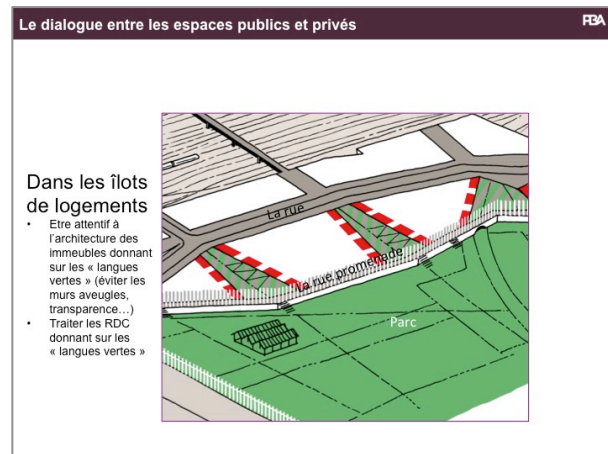 Le dialogue entre les espaces publics et privés
PBA
Dans les îlots
de logements
• Etre attentif à
l'architecture des
immeubles donnant
sur les « langues
vertes » (éviter les
murs aveugles,
transparence…)
• Traiter les RDC
donnant sur les
« langues vertes »
La rue
La rue promenade
Parc